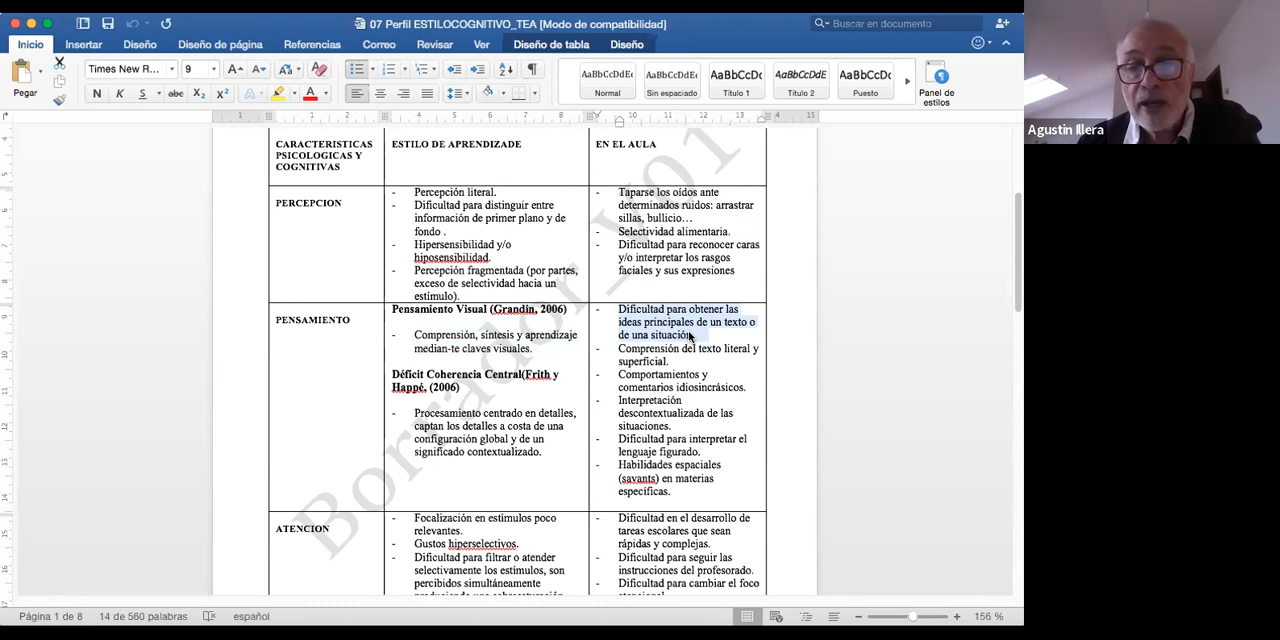 07 Perfil ESTILOCOGNITIVO_TEA [Modo de compatibilidad]
Buscar en documento
Inicio Insertar Diseño Diseño de página Referencias Correo Revisar Ver Diseño de tabla Diseño
Pegar
Times New R... 9
N K S abc X₂ X² A A
AaBbCcDdEe AaBbCcDdEe AaBbCcDc AaBbCcDdE AaBbCcDdE
Normal Sin espaciado Título 1 Título 2 Puesto
Panel de estilos
Agustin Illera
CARACTERISTICAS
PSICOLOGICAS Y
COGNITIVAS
ESTILO DE APRENDIZADE
EN EL AULA
PERCEPCION
- Percepción literal.
- Dificultad para distinguir entre
información de primer plano y de
fondo .
- Hipersensibilidad y/o
hiposensibilidad.
- Percepción fragmentada (por partes,
exceso de selectividad hacia un
estímulo).
- Taparse los oídos ante
determinados ruidos: arrastrar
sillas, bullicio…
- Selectividad alimentaria.
- Dificultad para reconocer caras
y/o interpretar los rasgos
faciales y sus expresiones
PENSAMIENTO
Pensamiento Visual (Grandin, 2006)
- Comprensión, síntesis y aprendizaje
median-te claves visuales.
Déficit Coherencia Central(Frith y
Happé, (2006)
- Procesamiento centrado en detalles,
captan los detalles a costa de una
configuración global y de un
significado contextualizado.
- Dificultad para obtener las
ideas principales de un texto o
de una situación
- Comprensión del texto literal y
superficial.
- Comportamientos y
comentarios idiosincrásicos.
- Interpretación
descontextualizada de las
situaciones.
- Dificultad para interpretar el
lenguaje figurado.
- Habilidades espaciales
(savants) en materias
específicas.
ATENCION
- Focalización en estímulos poco
relevantes.
- Gustos hiperselectivos.
- Dificultad para filtrar o atender
selectivamente los estímulos, son
percibidos simultáneamente
- Dificultad en el desarrollo de
tareas escolares que sean
rápidas y complejas.
- Dificultad para seguir las
instrucciones del profesorado.
- Dificultad para cambiar el foco
Borrador_v01
Página 1 de 8 14 de 560 palabras español 156 %